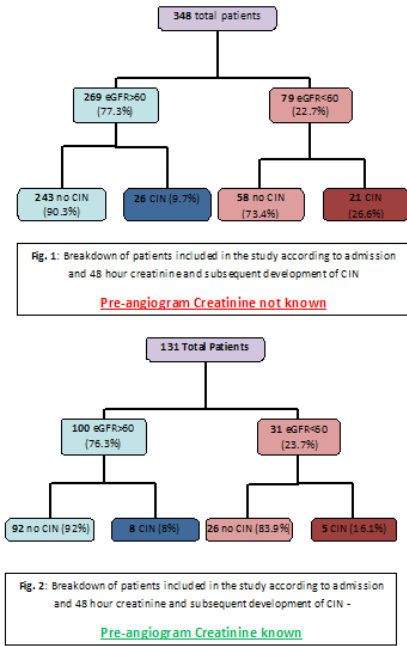 348 total patients
269 eGFR>60
(77.3%)
79 eGFR<60
(22.7%)
243 no CIN
(90.3%)
26 CIN (9.7%)
58 no CIN
(73.4%)
21 CIN
(26.6%)
Fig. 1: Breakdown of patients included in the study according to admission
and 48 hour creatinine and subsequent development of CIN
Pre-angiogram Creatinine not known
131 Total Patients
100 eGFR>60
(76.3%)
31 eGFR<60
(23.7%)
92 no CIN (92%)
8 CIN (8%)
26 no CIN (83.9%)
5 CIN (16.1%)
Fig. 2: Breakdown of patients included in the study according to admission
and 48 hour creatinine and subsequent development of CIN -
Pre-angiogram Creatinine known